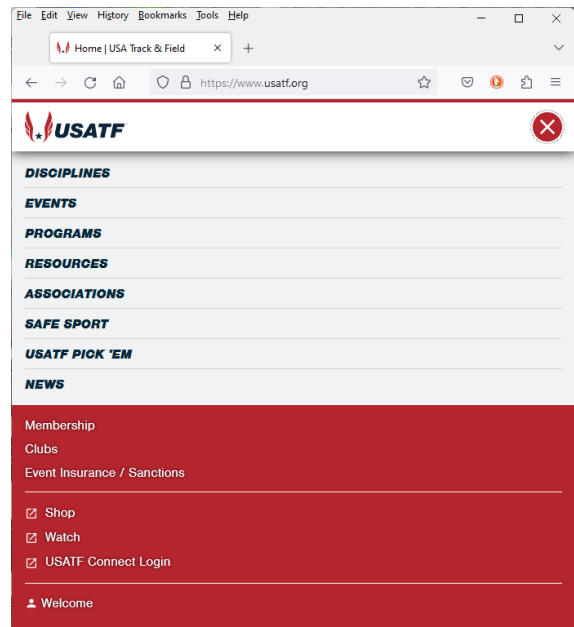 File Edit View History Bookmarks Tools Help
Home | USA Track & Field
https://www.usatf.org
USATF
DISCIPLINES
EVENTS
PROGRAMS
RESOURCES
ASSOCIATIONS
SAFE SPORT
USATF PICK 'EM
NEWS
Membership
Clubs
Event Insurance / Sanctions
Shop
Watch
USATF Connect Login
Welcome